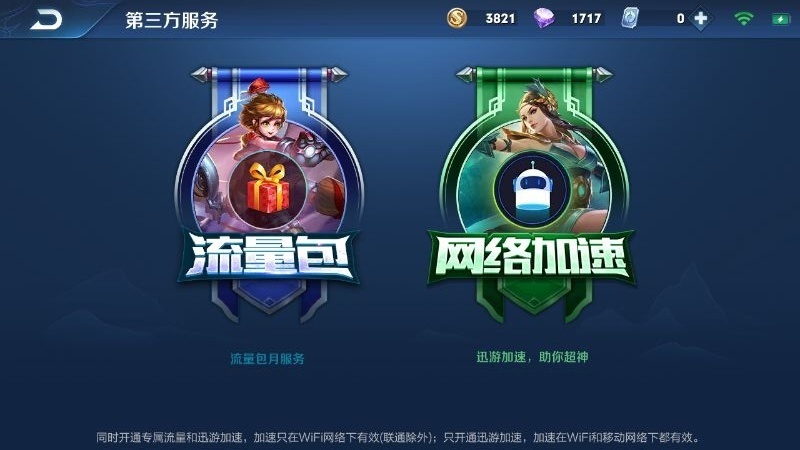 第三方服务
3821
1717
0
流量包
网络加速
流量包月服务
迅游加速，助你超神
同时开通专属流量和迅游加速，加速只在WiFi网络下有效(联通除外)；只开通迅游加速，加速在WiFi和移动网络下都有效。